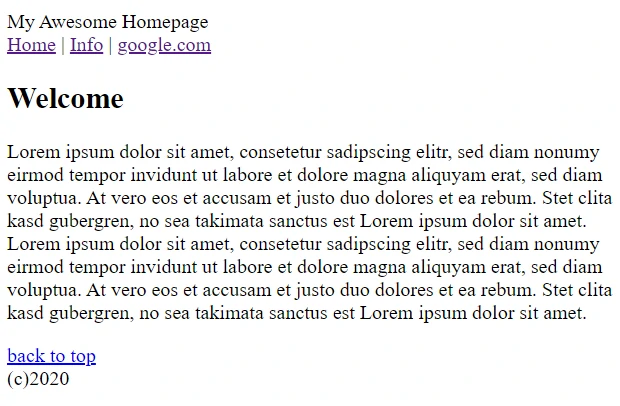 My Awesome Homepage
Home | Info | google.com
Welcome
Lorem ipsum dolor sit amet, consetetur sadipscing elitr, sed diam nonumy
eirmod tempor invidunt ut labore et dolore magna aliquyam erat, sed diam
voluptua. At vero eos et accusam et justo duo dolores et ea rebum. Stet clita
kasd gubergren, no sea takimata sanctus est Lorem ipsum dolor sit amet.
Lorem ipsum dolor sit amet, consetetur sadipscing elitr, sed diam nonumy
eirmod tempor invidunt ut labore et dolore magna aliquyam erat, sed diam
voluptua. At vero eos et accusam et justo duo dolores et ea rebum. Stet clita
kasd gubergren, no sea takimata sanctus est Lorem ipsum dolor sit amet.
back to top
(c)2020